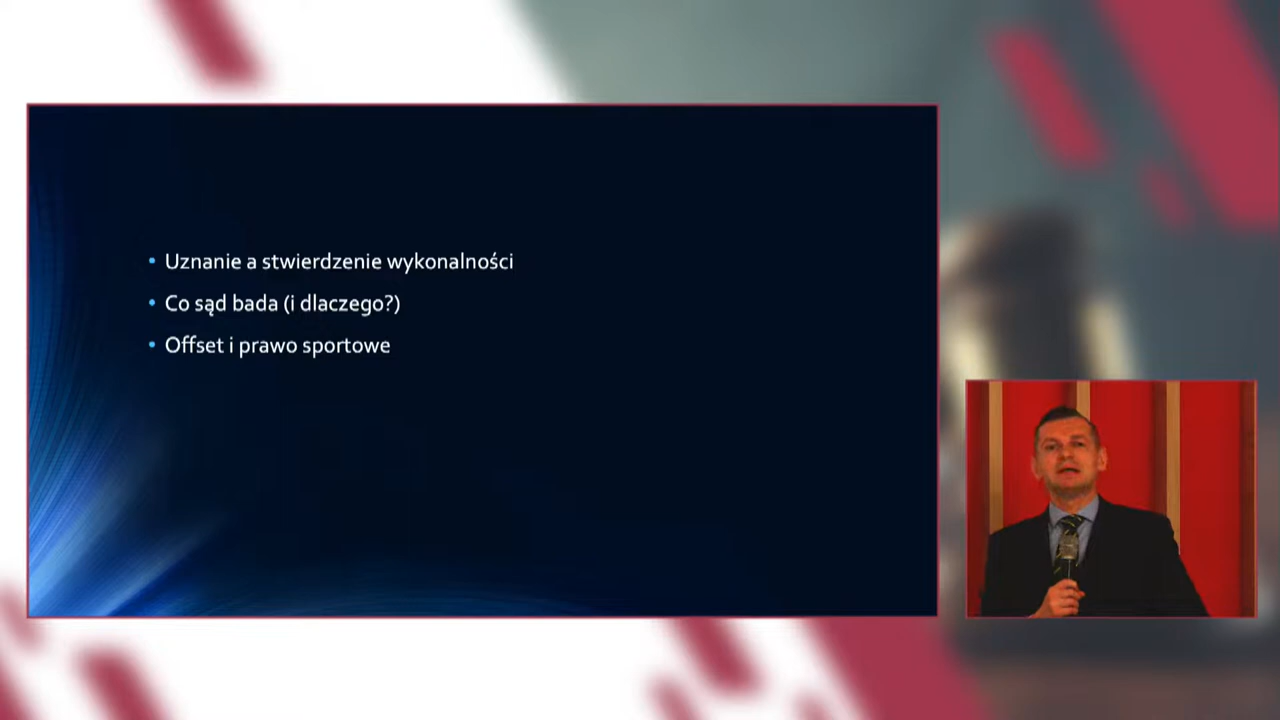 • Uznanie a stwierdzenie wykonalności
• Co sąd bada (i dlaczego?)
• Offset i prawo sportowe